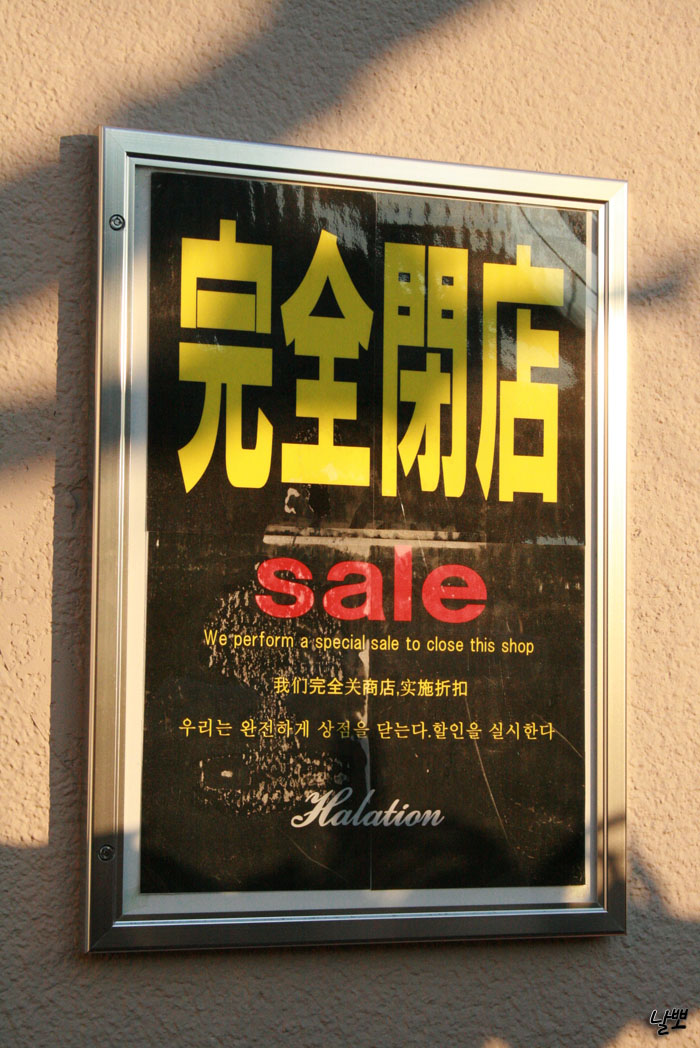 完全閉店
sale
We perform a special sale to close this shop
我们完全关商店,实施折扣
우리는 완전하게 상점을 닫는다.할인을 실시한다
Halation
날뽀